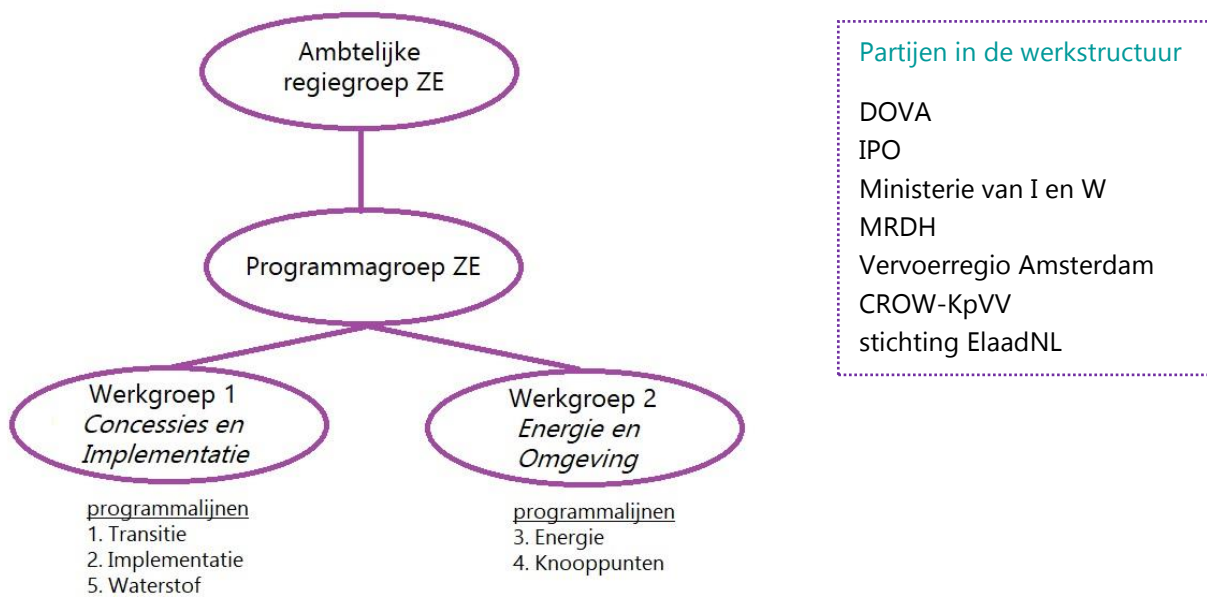 Ambtelijke
regiegroep ZE
Programmagroep ZE
Werkgroep 1
Concessies en
Implementatie
programmalijnen
1. Transitie
2. Implementatie
5. Waterstof
Werkgroep 2
Energie en
Omgeving
programmalijnen
3. Energie
4. Knooppunten
Partijen in de werkstructuur
DOVA
IPO
Ministerie van I en W
MRDH
Vervoerregio Amsterdam
CROW-KpVV
stichting ElaadNL